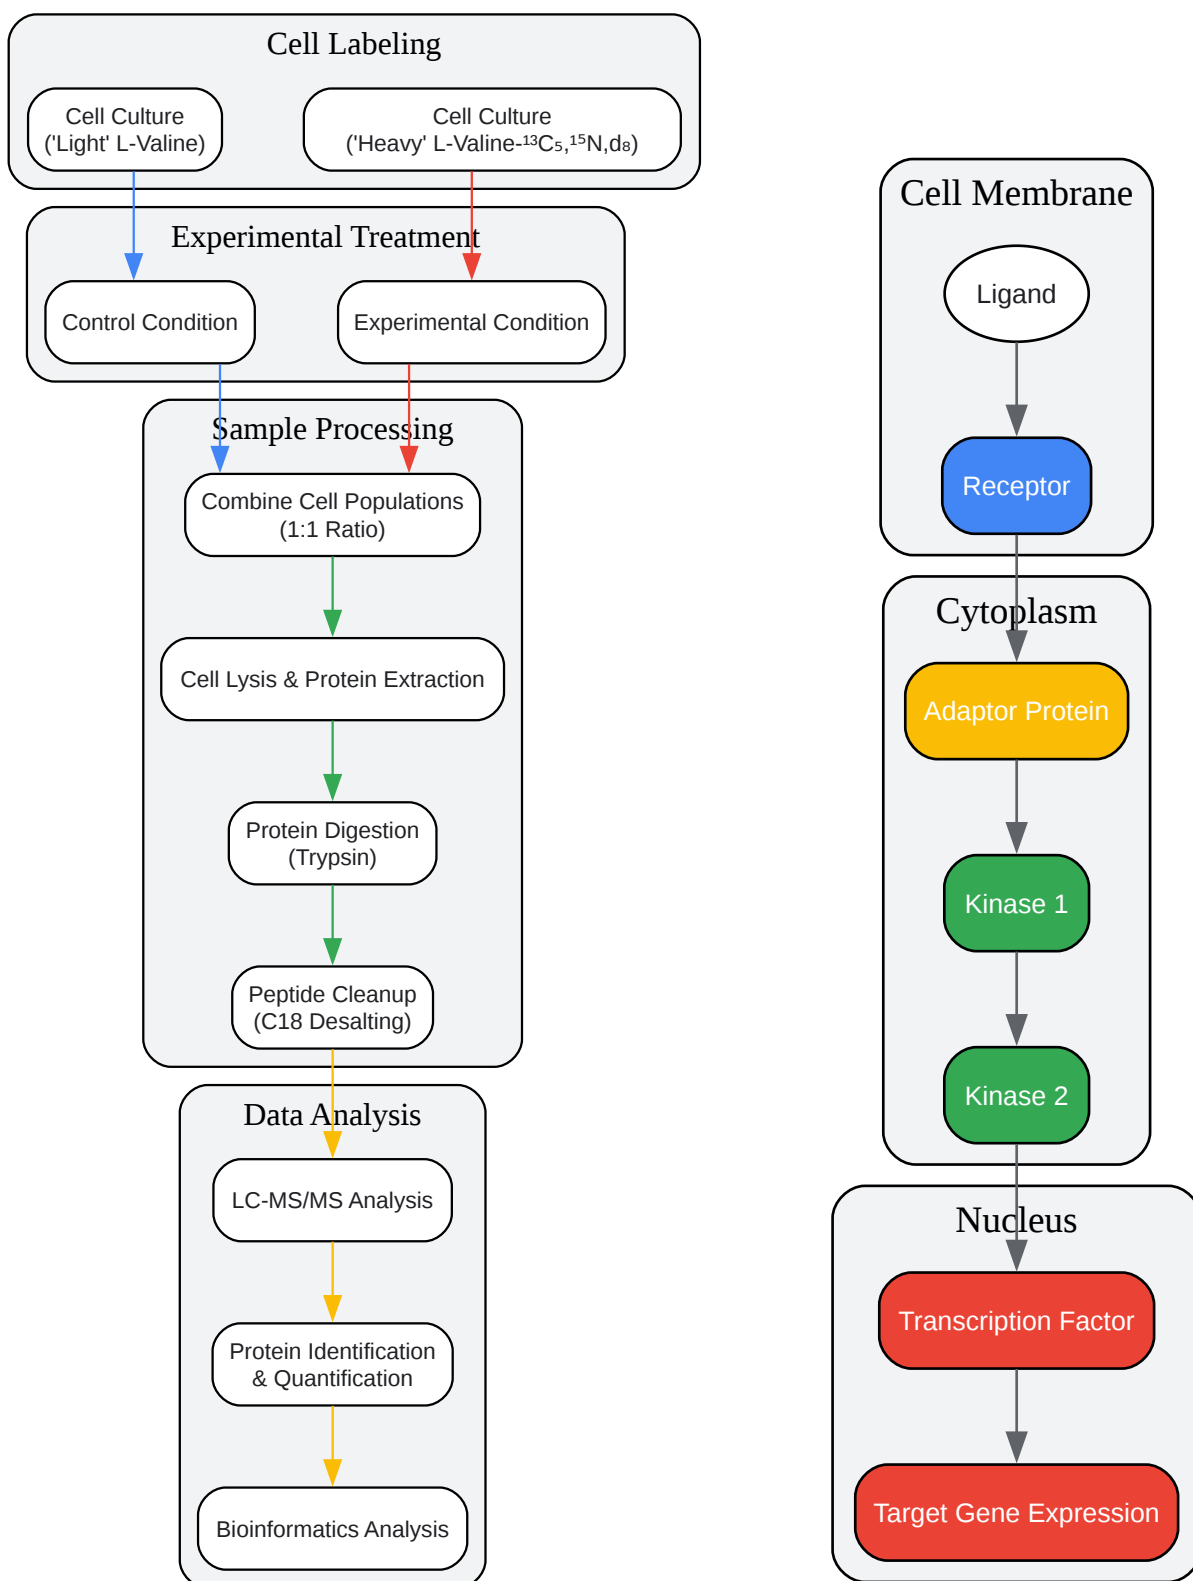 Cell Labeling
Cell Culture
('Light' L-Valine)
Cell Culture
('Heavy' L-Valine-¹³C₅,¹⁵N,d₈)
Experimental Treatment
Control Condition
Experimental Condition
Sample Processing
Combine Cell Populations
(1:1 Ratio)
Cell Lysis & Protein Extraction
Protein Digestion
(Trypsin)
Peptide Cleanup
(C18 Desalting)
Data Analysis
LC-MS/MS Analysis
Protein Identification
& Quantification
Bioinformatics Analysis
Cell Membrane
Ligand
Receptor
Cytoplasm
Adaptor Protein
Kinase 1
Kinase 2
Nucleus
Transcription Factor
Target Gene Expression